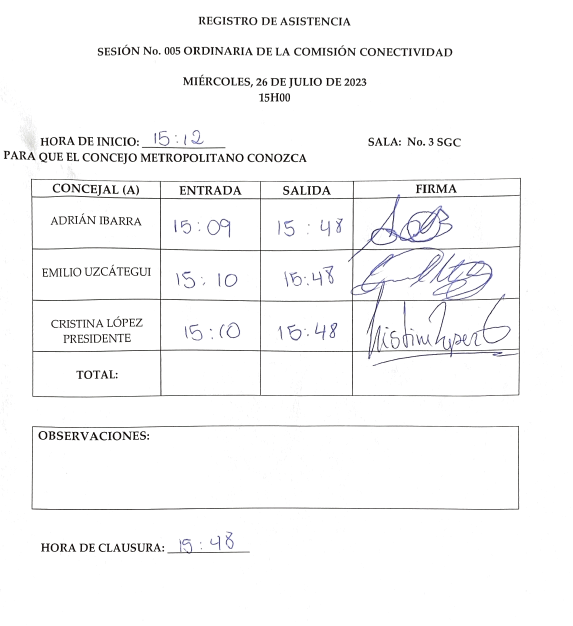 REGISTRO DE ASISTENCIA
SESIÓN No. 005 ORDINARIA DE LA COMISIÓN CONECTIVIDAD
MIÉRCOLES, 26 DE JULIO DE 2023
15H00
HORA DE INICIO: 15:12 SALA: No. 3 SGC
PARA QUE EL CONCEJO METROPOLITANO CONOZCA
CONCEJAL (A) ENTRADA SALIDA FIRMA
ADRIÁN IBARRA 15:09 15:48
EMILIO UZCÁTEGUI 15:10 15:48
CRISTINA LÓPEZ
PRESIDENTE 15:10 15:48
TOTAL:
OBSERVACIONES:
HORA DE CLAUSURA: 15:48